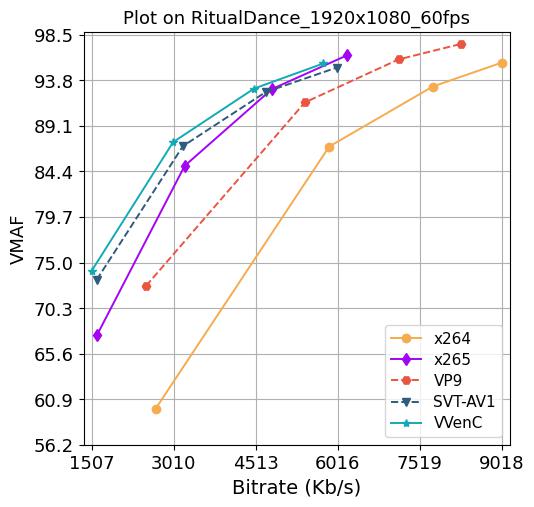 Plot on RitualDance_1920x1080_60fps
98.5
93.8
89.1
84.4
79.7
75.0
70.3
65.6
60.9
56.2
VMAF
x264
x265
VP9
SVT-AV1
VVenC
1507 3010 4513 6016 7519 9018
Bitrate (Kb/s)